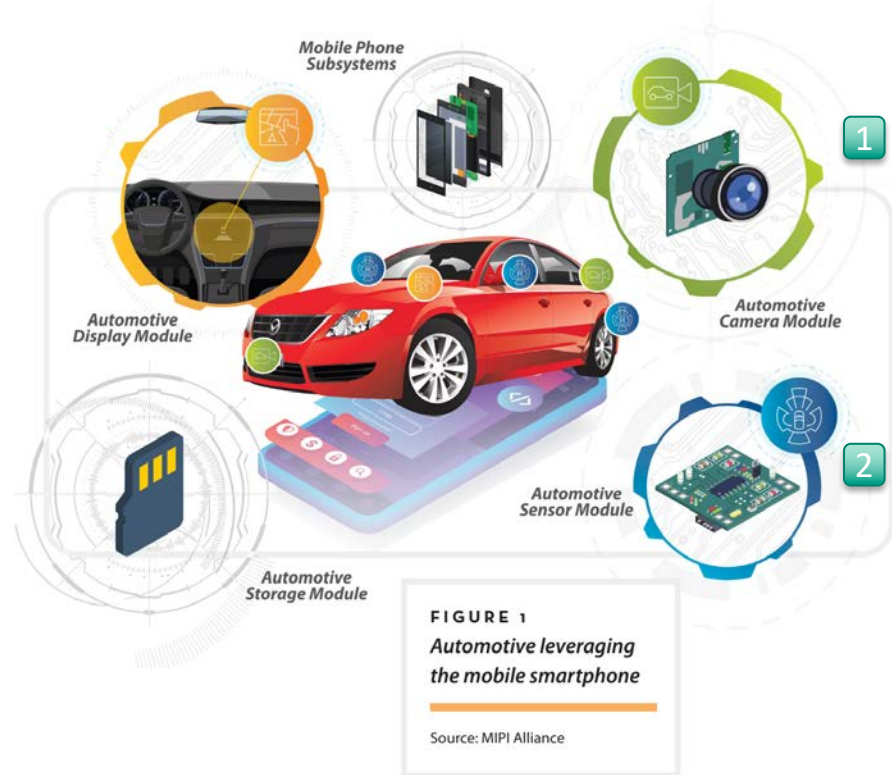 Mobile Phone
Subsystems
1
Automotive
Display Module
Automotive
Camera Module
2
Automotive
Sensor Module
Automotive
Storage Module
FIGURE 1
Automotive leveraging
the mobile smartphone
Source: MIPI Alliance